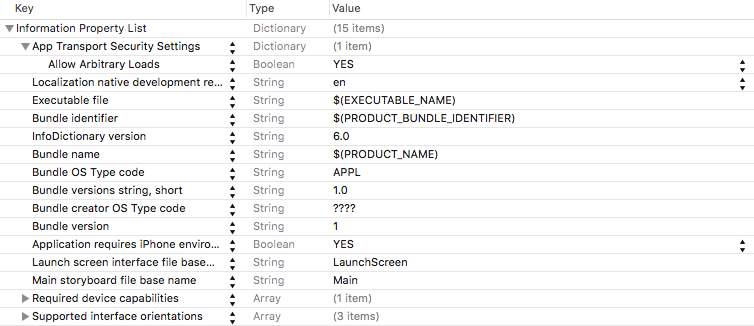 Key Type Value
Information Property List Dictionary (15 items)
App Transport Security Settings Dictionary (1 item)
Allow Arbitrary Loads Boolean YES
Localization native development re... String en
Executable file String $(EXECUTABLE_NAME)
Bundle identifier String $(PRODUCT_BUNDLE_IDENTIFIER)
InfoDictionary version String 6.0
Bundle name String $(PRODUCT_NAME)
Bundle OS Type code String APPL
Bundle versions string, short String 1.0
Bundle creator OS Type code String ????
Bundle version String 1
Application requires iPhone enviro... Boolean YES
Launch screen interface file base... String LaunchScreen
Main storyboard file base name String Main
Required device capabilities Array (1 item)
Supported interface orientations Array (3 items)